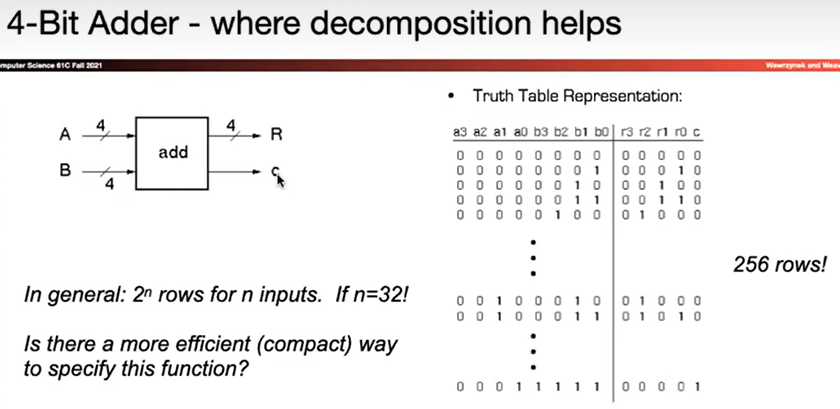 4-Bit Adder - where decomposition helps
mputer Science 61C Fall 2021
Wawrzynek and Weav
• Truth Table Representation:
A 4 4 R
add
B 4 c
a3 a2 a1 a0 b3 b2 b1 b0 r3 r2 r1 r0 c
0 0 0 0 0 0 0 0 0 0 0 0 0
0 0 0 0 0 0 0 1 0 0 0 1 0
0 0 0 0 0 0 1 0 0 0 1 0 0
0 0 0 0 0 0 1 1 0 0 1 1 0
0 0 0 0 0 1 0 0 0 1 0 0 0
256 rows!
In general: 2ⁿ rows for n inputs. If n=32!
0 0 1 0 0 0 1 0 0 1 0 0 0
0 0 1 0 0 0 1 1 0 1 0 1 0
Is there a more efficient (compact) way
to specify this function?
0 0 0 1 1 1 1 1 0 0 0 0 1